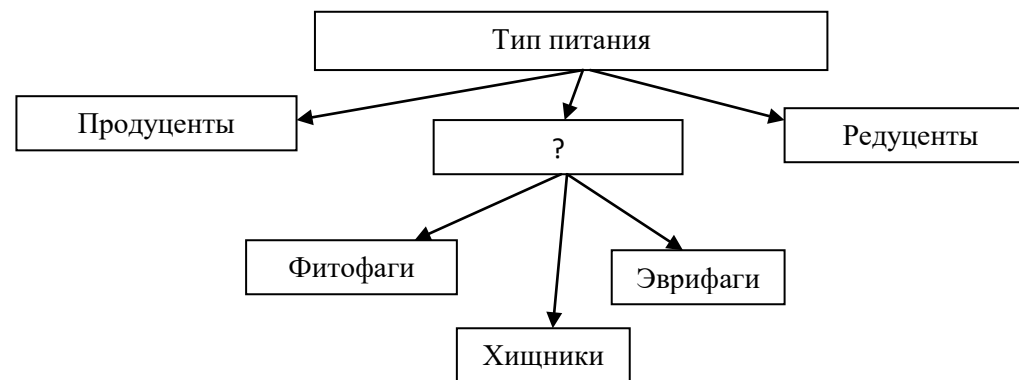 Тип питания
Продуценты
?
Редуценты
Фитофаги
Эврифаги
Хищники